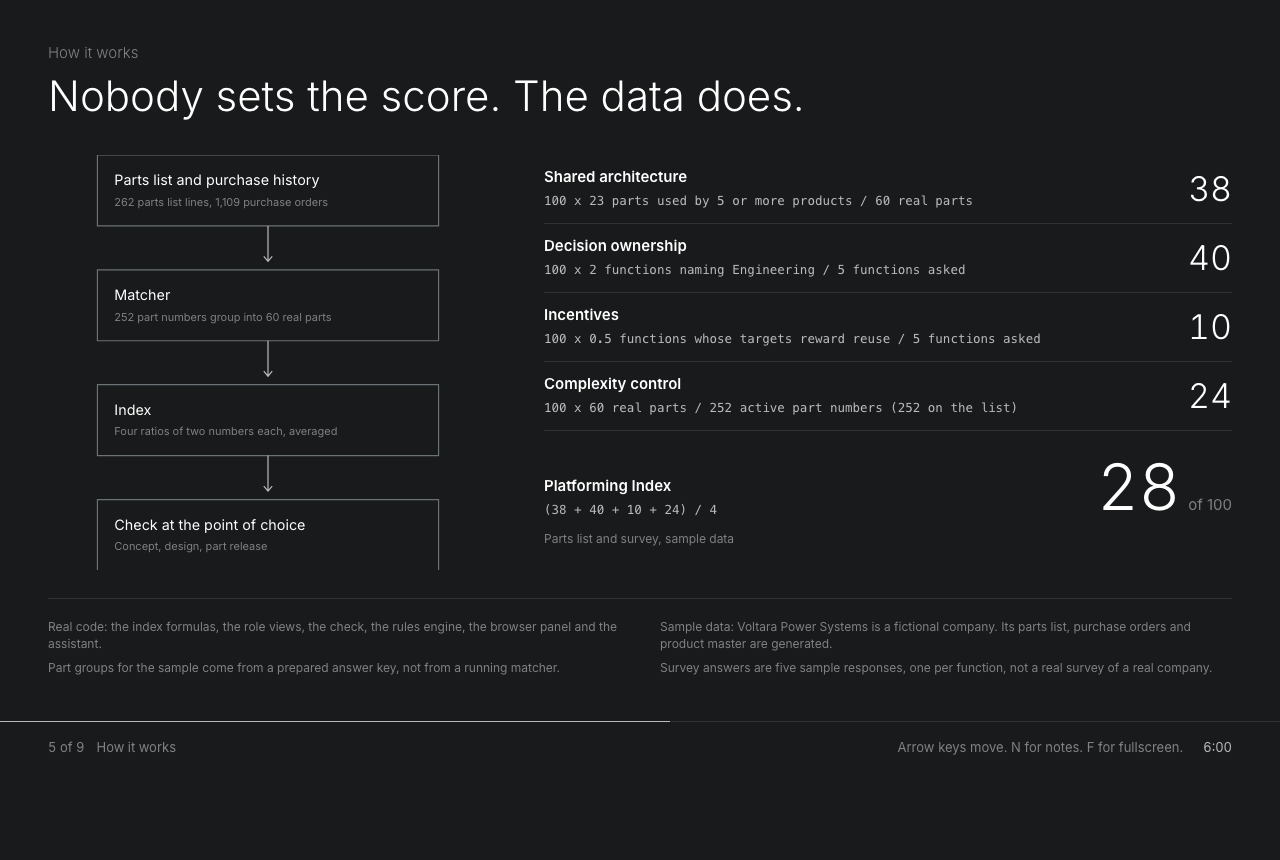 How it works
Nobody sets the score. The data does.
Parts list and purchase history
262 parts list lines, 1,109 purchase orders
Matcher
252 part numbers group into 60 real parts
Index
Four ratios of two numbers each, averaged
Check at the point of choice
Concept, design, part release
Shared architecture
100 x 23 parts used by 5 or more products / 60 real parts
38
Decision ownership
100 x 2 functions naming Engineering / 5 functions asked
40
Incentives
100 x 0.5 functions whose targets reward reuse / 5 functions asked
10
Complexity control
100 x 60 real parts / 252 active part numbers (252 on the list)
24
Platforming Index
(38 + 40 + 10 + 24) / 4
Parts list and survey, sample data
28 of 100
Real code: the index formulas, the role views, the check, the rules engine, the browser panel and the
assistant.
Part groups for the sample come from a prepared answer key, not from a running matcher.
Sample data: Voltara Power Systems is a fictional company. Its parts list, purchase orders and
product master are generated.
Survey answers are five sample responses, one per function, not a real survey of a real company.
5 of 9 How it works
Arrow keys move. N for notes. F for fullscreen. 6:00